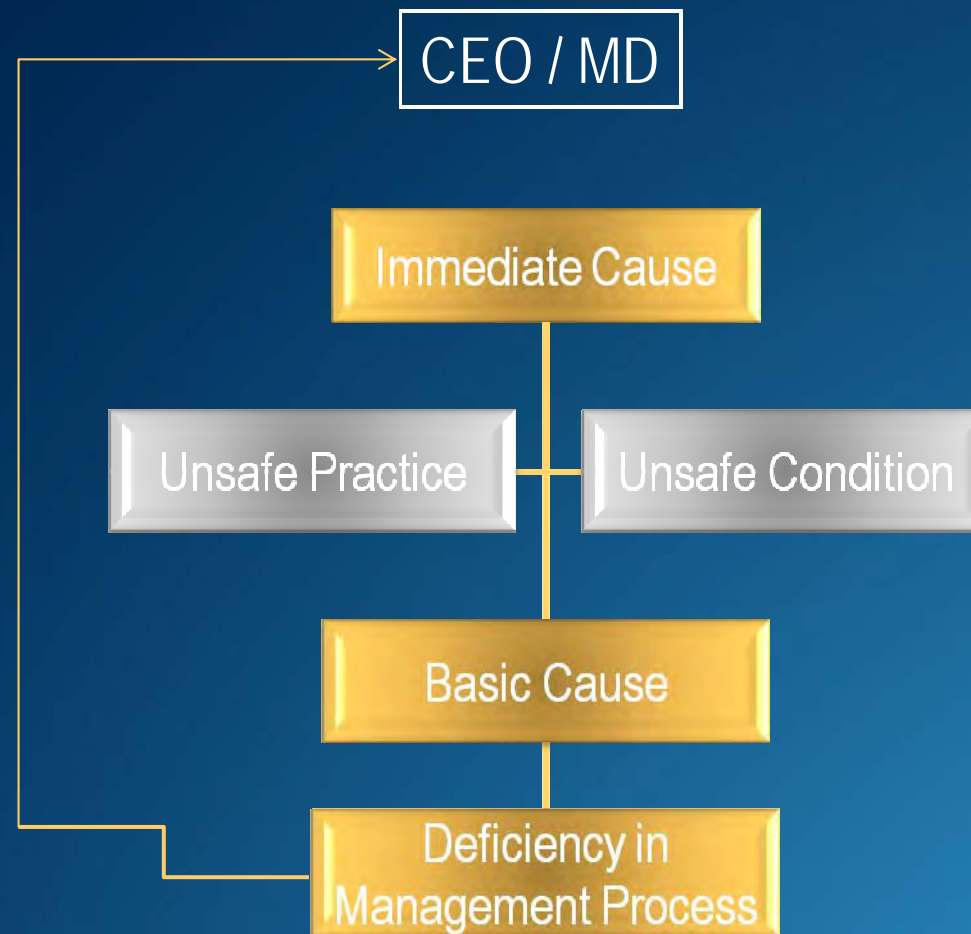 CEO / MD
Immediate Cause
Unsafe Practice
Unsafe Condition
Basic Cause
Deficiency in
Management Process